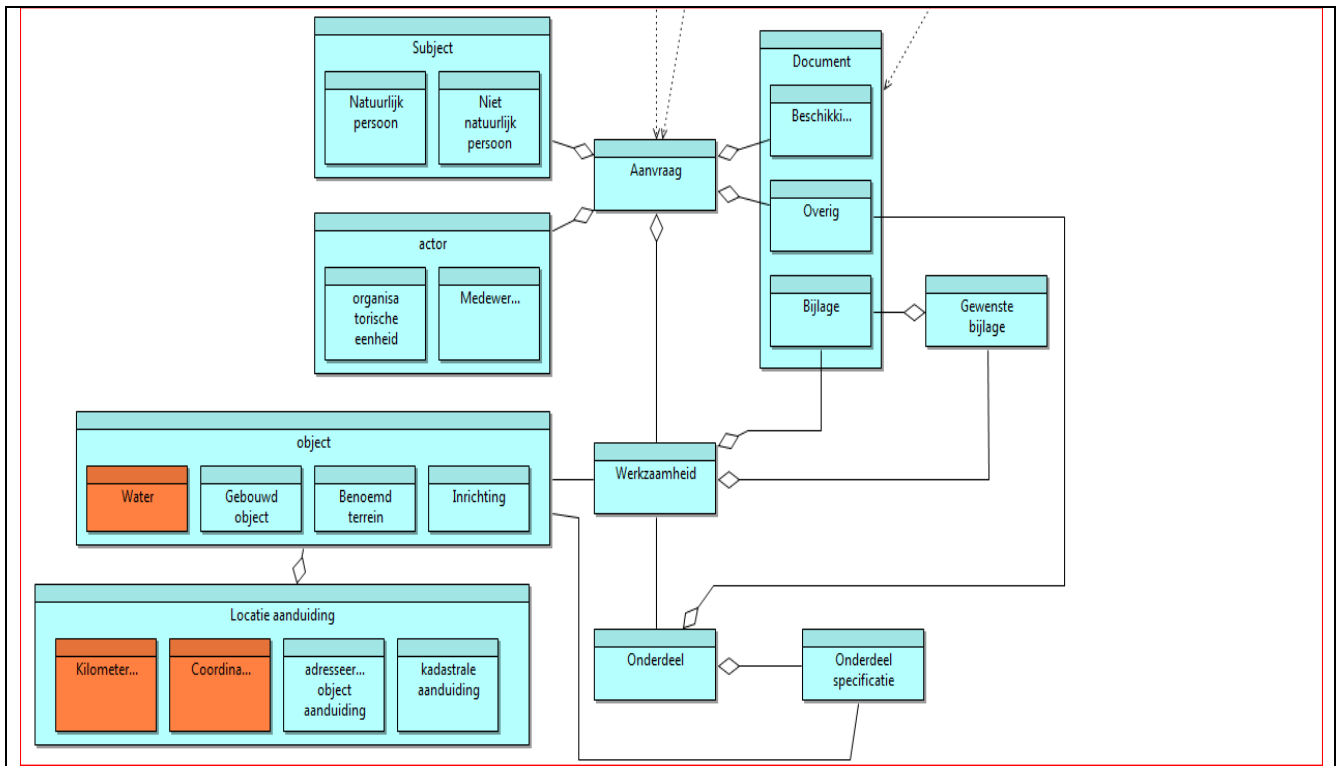 Subject
Natuurlijk
persoon
Niet
natuurlijk
persoon
Document
Beschikki...
Aanvraag
Overig
actor
organisa
torische
eenheid
Medewer...
Bijlage
Gewenste
bijlage
object
Water
Gebouwd
object
Benoemd
terrein
Inrichting
Werkzaamheid
Locatie aanduiding
Kilometer...
Coordina...
adresseer...
object
aanduiding
kadastrale
aanduiding
Onderdeel
Onderdeel
specificatie